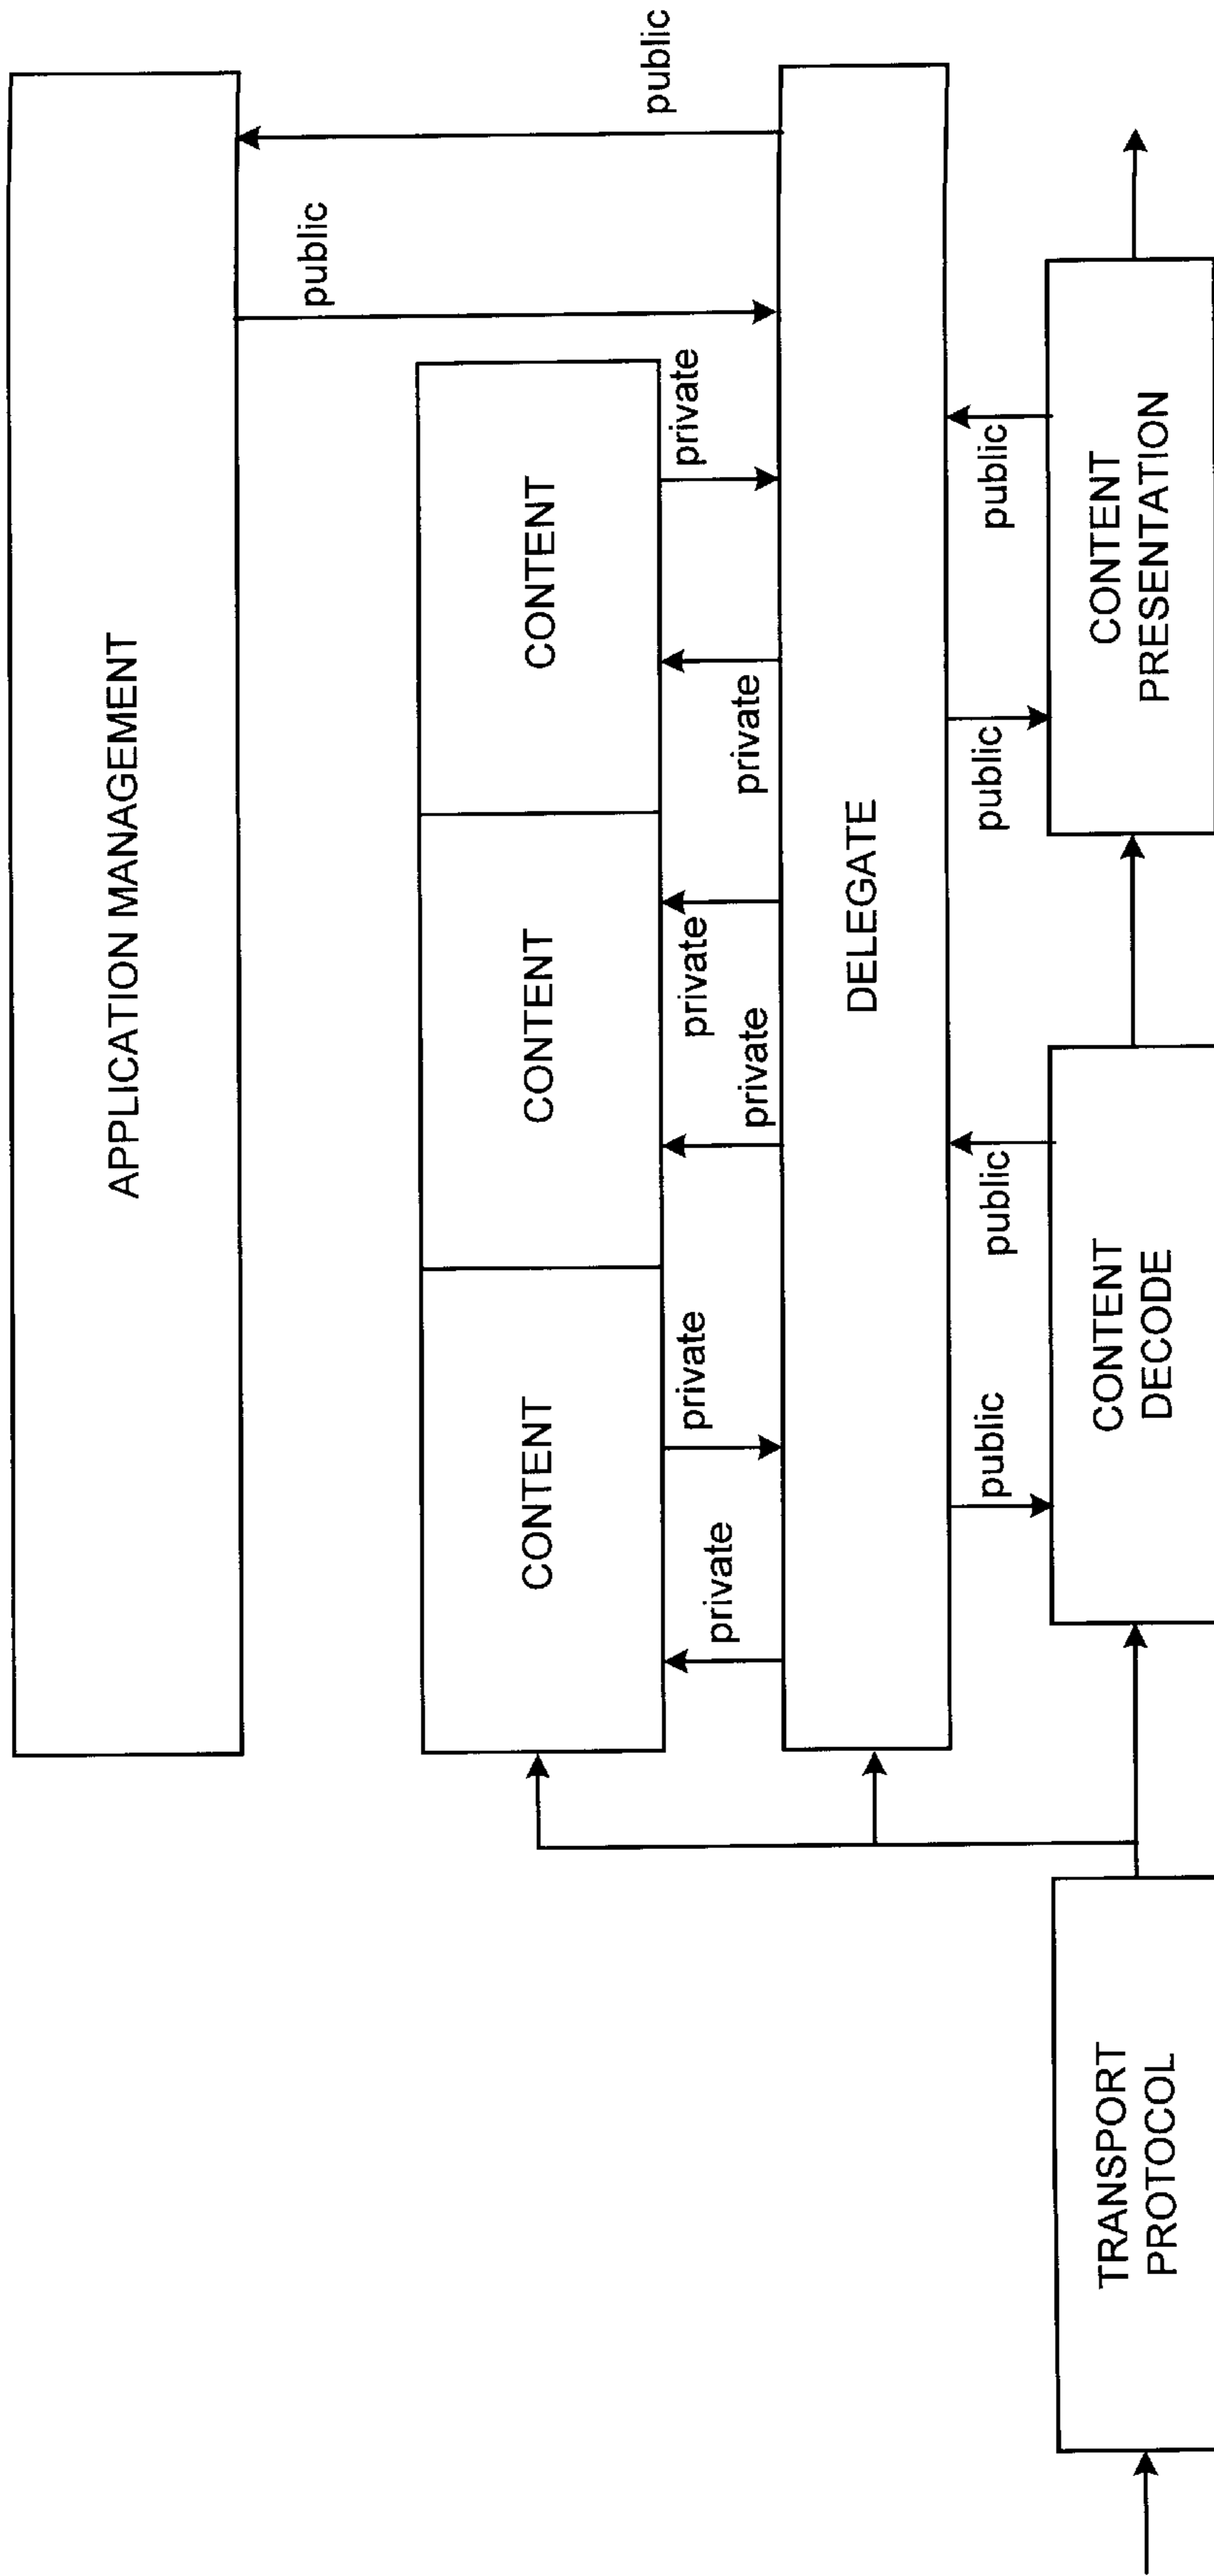 APPLICATION MANAGEMENT
public
public
CONTENT
CONTENT
CONTENT
private
private
private
private
private
private
DELEGATE
public
public
public
public
TRANSPORT
PROTOCOL
CONTENT
DECODE
CONTENT
PRESENTATION